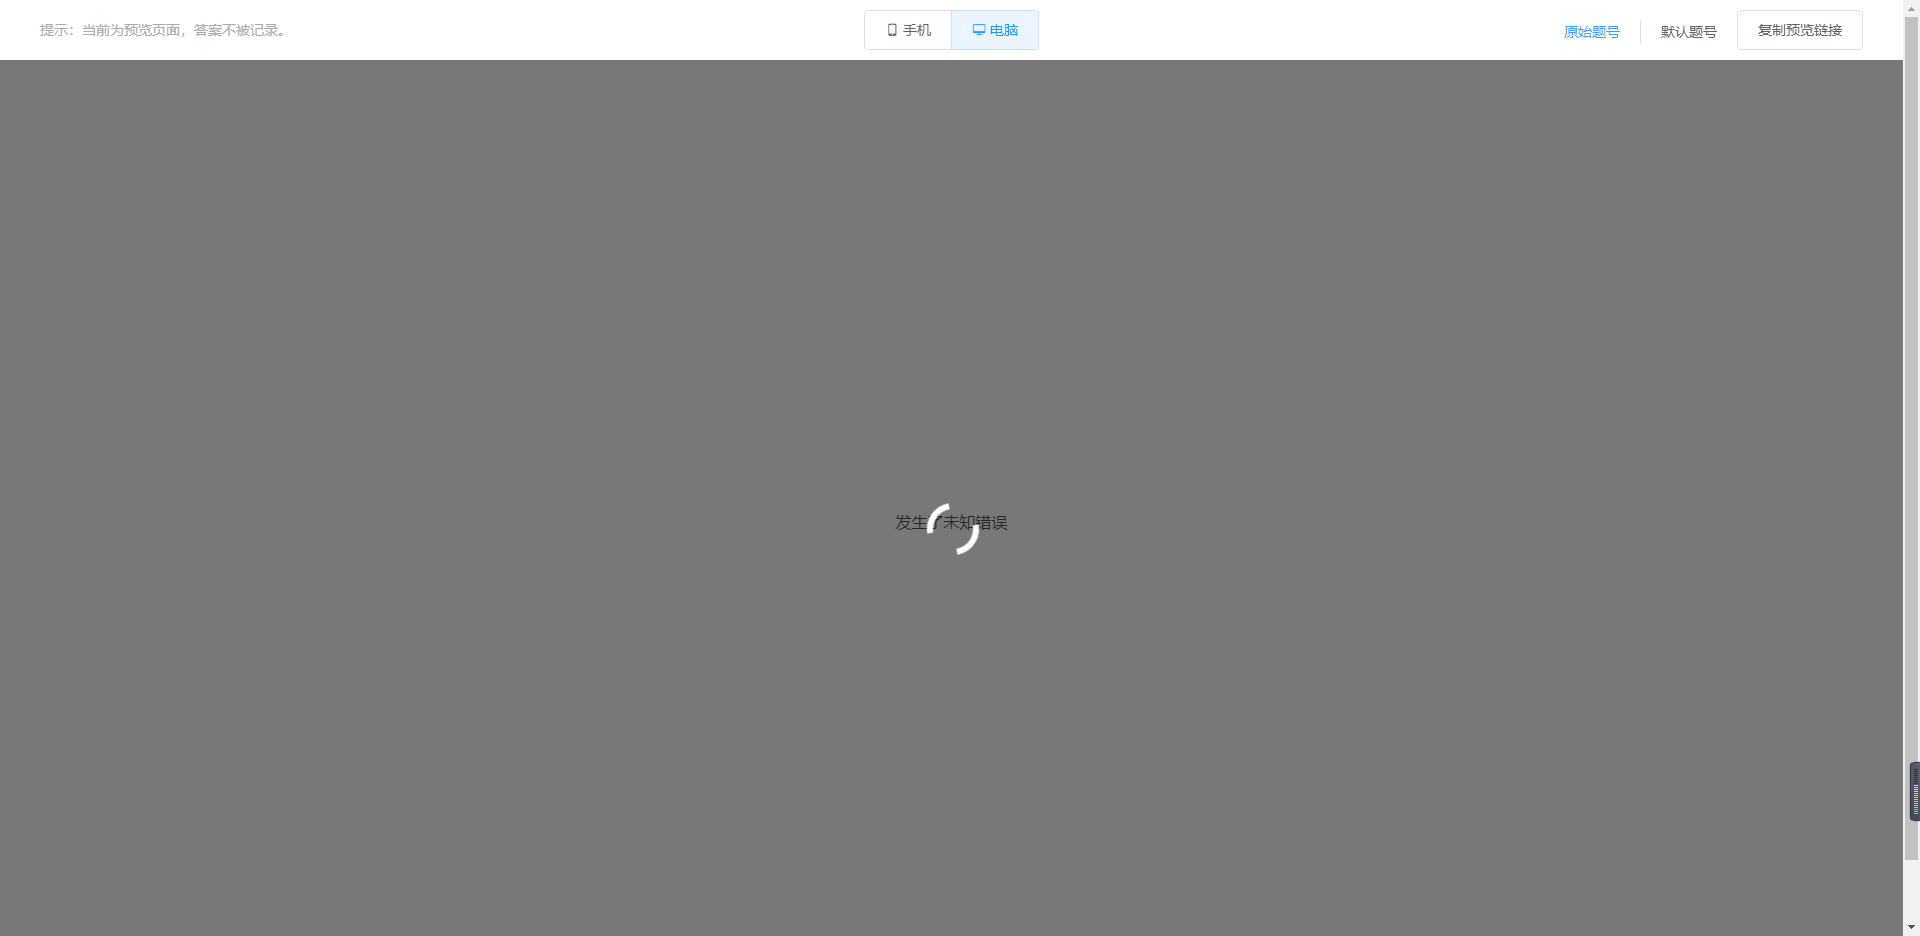 提示：当前为预览页面，答案不被记录。
手机
电脑
原始题号
默认题号
复制预览链接
发生了未知错误